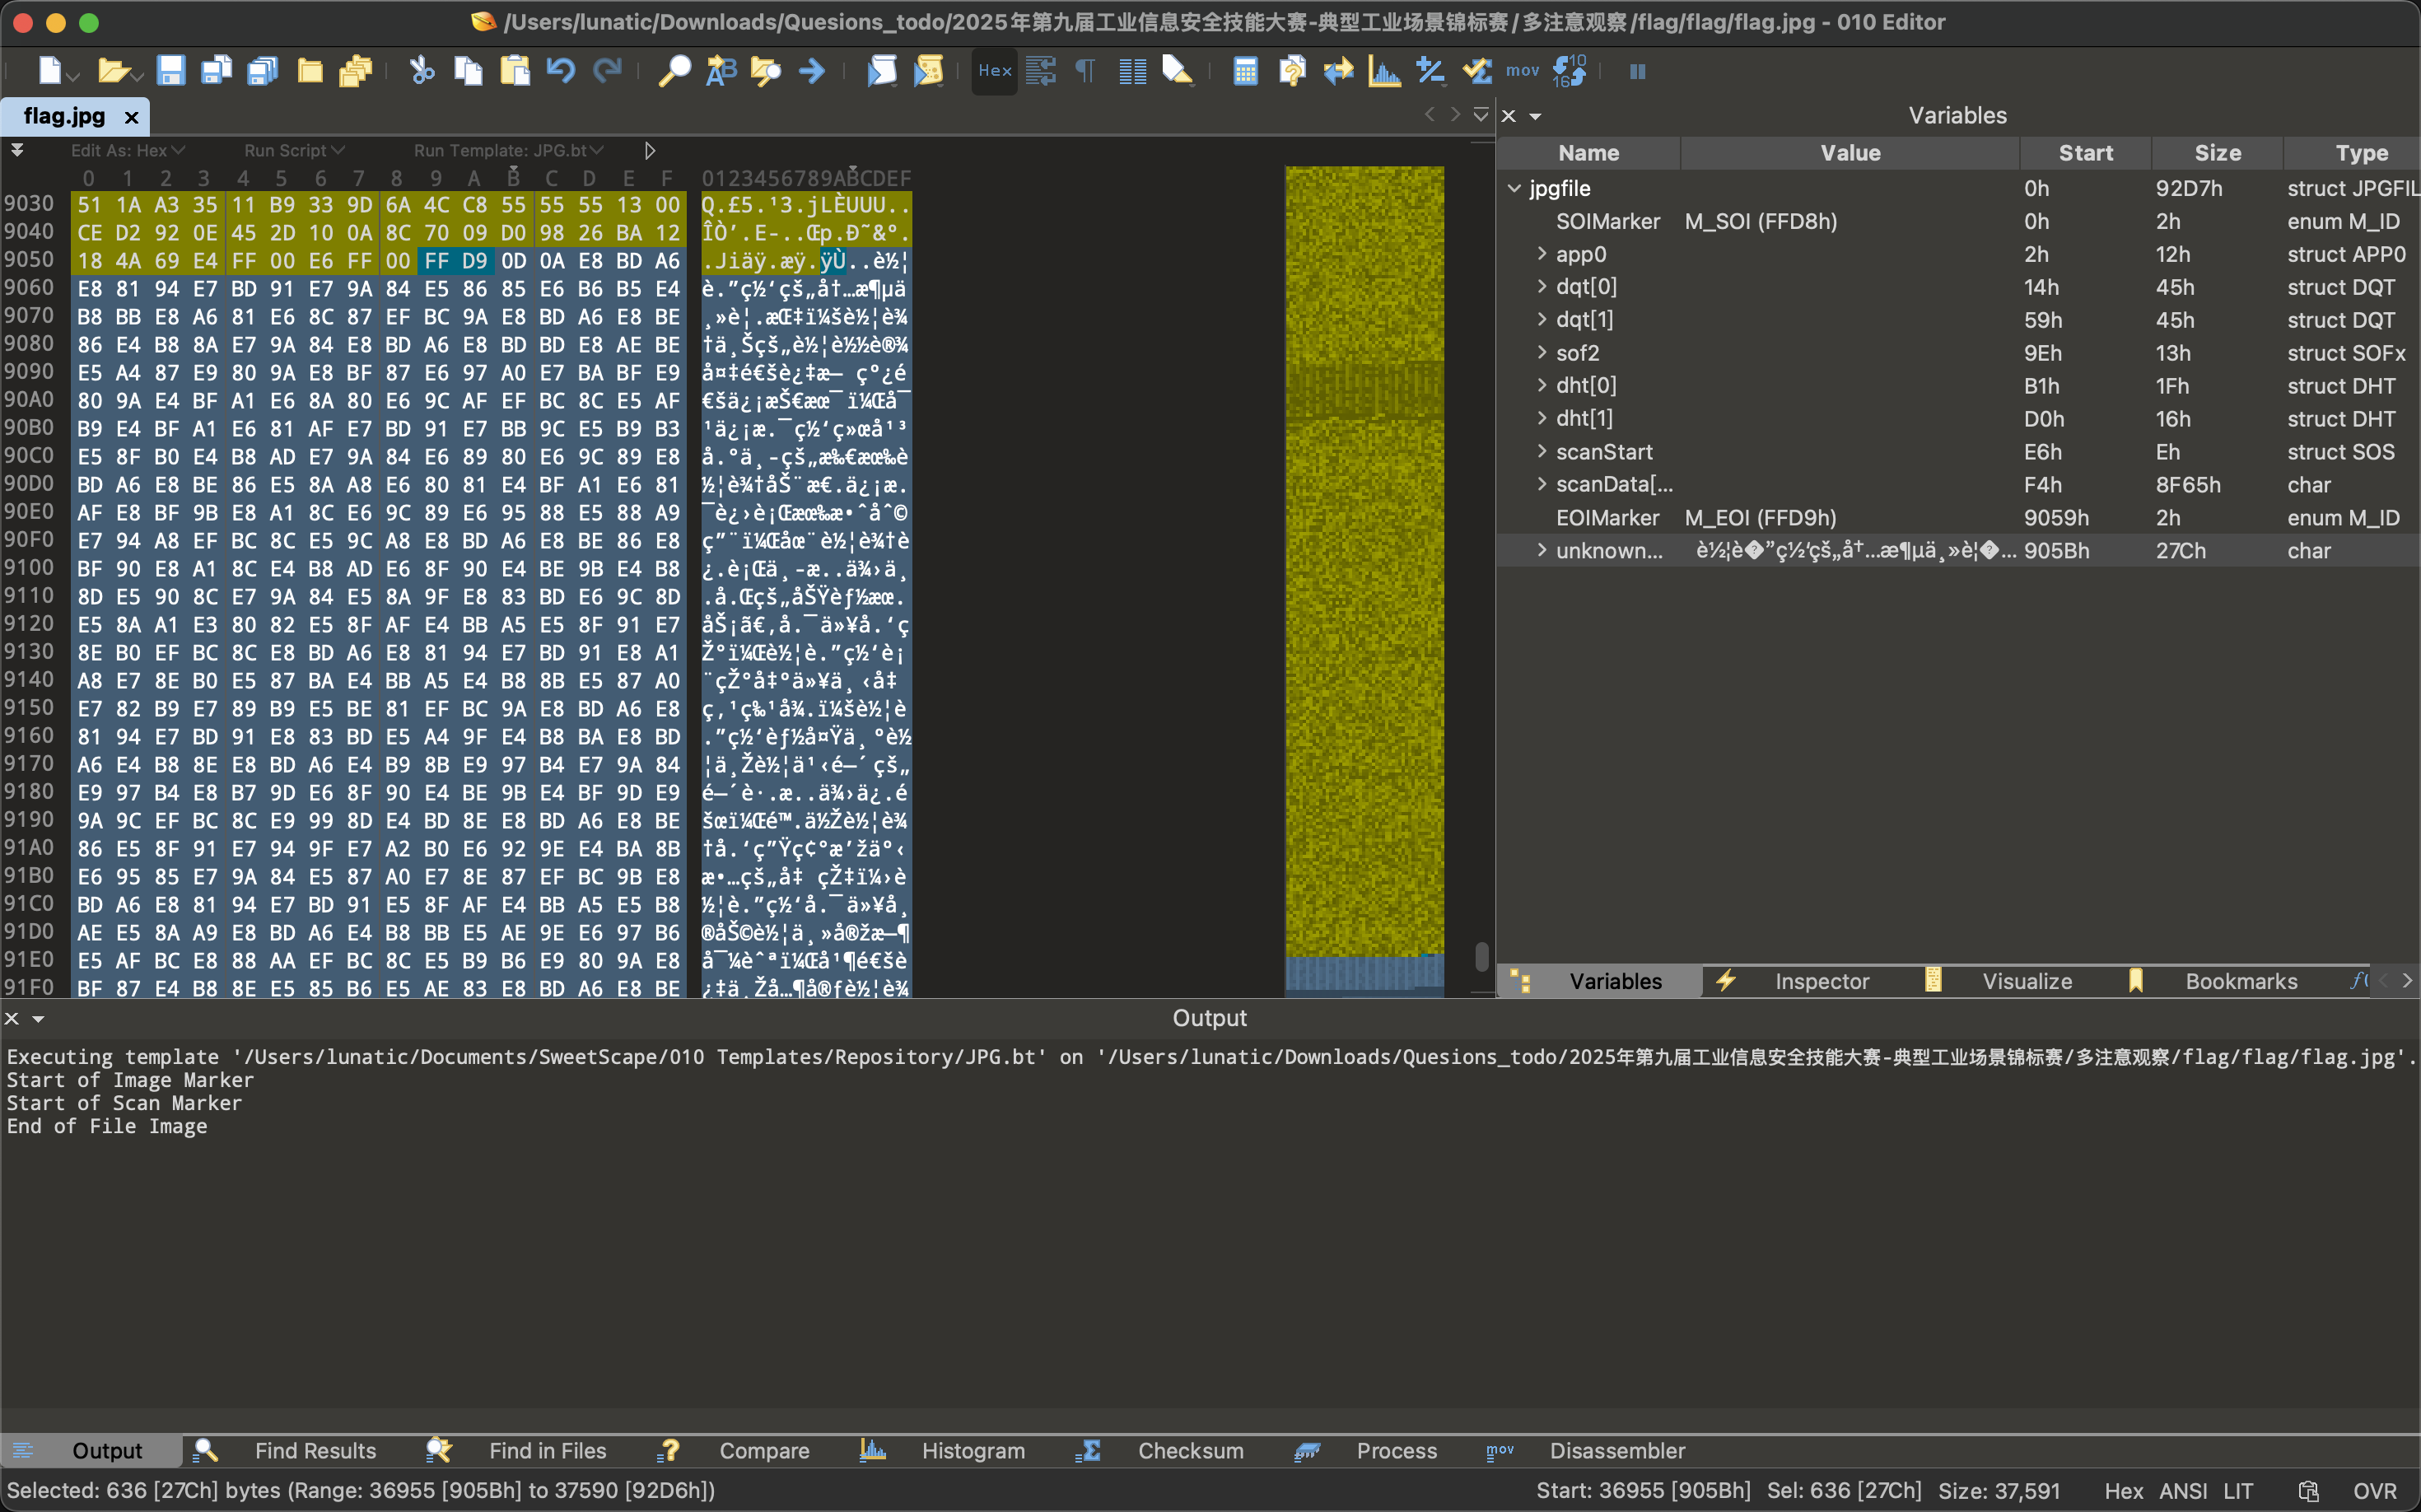 /Users/lunatic/Downloads/Quesions_todo/2025年第九届工业信息安全技能大赛-典型工业场景锦标赛/多注意观察/flag/flag/flag.jpg - 010 Editor
Hex
mov
flag.jpg
Variables
Edit As: Hex Run Script Run Template: JPG.bt
Name Value Start Size Type
0 1 2 3 4 5 6 7 8 9 A B C D E F 0123456789ABCDEF
jpgfile 0h 92D7h struct JPGFIL
SOIMarker M_SOI (FFD8h) 0h 2h enum M_ID
app0 2h 12h struct APP0
dqt[0] 14h 45h struct DQT
dqt[1] 59h 45h struct DQT
sof2 9Eh 13h struct SOFx
dht[0] B1h 1Fh struct DHT
dht[1] D0h 16h struct DHT
scanStart E6h Eh struct SOS
scanData[... F4h 8F65h char
EOIMarker M_EOI (FFD9h) 9059h 2h enum M_ID
unknown... 905Bh 27Ch char
9030 51 1A A3 35 11 B9 33 9D 6A 4C C8 55 55 55 13 00 Q.£5.¹3.jLÈUUU..
9040 CE D2 92 0E 45 2D 10 0A 8C 70 09 D0 98 26 BA 12 ÎÒ’.E-..Œp.Ð˜&º.
9050 18 4A 69 E4 FF 00 E6 FF 00 FF D9 0D 0A E8 BD A6 .Jiäÿ.æÿ.ÿÙ..è½¦
9060 E8 81 94 E7 BD 91 E7 9A 84 E5 86 85 E6 B6 B5 E4 è.”ç½‘çš„å†…æ¶µä
9070 B8 BB E8 A6 81 E6 8C 87 EF BC 9A E8 BD A6 E8 BE ¸»è¦.æŒ‡ï¼šè½¦è¾
9080 86 E4 B8 8A E7 9A 84 E8 BD A6 E8 BD BD E8 AE BE †ä¸Šçš„è½¦è½½è®¾
9090 E5 A4 87 E9 80 9A E8 BF 87 E6 97 A0 E7 BA BF E9 å¤‡é€šè¿‡æ— çº¿é
90A0 80 9A E4 BF A1 E6 8A 80 E6 9C AF EF BC 8C E5 AF €šä¿¡æŠ€æœ¯ï¼Œå¯
90B0 B9 E4 BF A1 E6 81 AF E7 BD 91 E7 BB 9C E5 B9 B3 ¹ä¿¡æ.¯ç½‘ç»œå¹³
90C0 E5 8F B0 E4 B8 AD E7 9A 84 E6 89 80 E6 9C 89 E8 å.°ä¸-çš„æ‰€æœ‰è
90D0 BD A6 E8 BE 86 E5 8A A8 E6 80 81 E4 BF A1 E6 81 ½¦è¾†åŠ¨æ€.ä¿¡æ.
90E0 AF E8 BF 9B E8 A1 8C E6 9C 89 E6 95 88 E5 88 A9 ¯è¿›è¡Œæœ‰æ•ˆåˆ©
90F0 E7 94 A8 EF BC 8C E5 9C A8 E8 BD A6 E8 BE 86 E8 ç”¨ï¼Œåœ¨è½¦è¾†è
9100 BF 90 E8 A1 8C E4 B8 AD E6 8F 90 E4 BE 9B E4 B8 ¿.è¡Œä¸-æ..ä¾›ä¸
9110 8D E5 90 8C E7 9A 84 E5 8A 9F E8 83 BD E6 9C 8D .å.Œçš„åŠŸèƒ½æœ.
9120 E5 8A A1 E3 80 82 E5 8F AF E4 BB A5 E5 8F 91 E7 åŠ¡ã€‚å.¯ä»¥å.‘ç
9130 8E B0 EF BC 8C E8 BD A6 E8 81 94 E7 BD 91 E8 A1 Ž°ï¼Œè½¦è.”ç½‘è¡
9140 A8 E7 8E B0 E5 87 BA E4 BB A5 E4 B8 8B E5 87 A0 ¨çŽ°å‡ºä»¥ä¸‹å‡
9150 E7 82 B9 E7 89 B9 E5 BE 81 EF BC 9A E8 BD A6 E8 ç‚¹ç‰¹å¾.ï¼šè½¦è
9160 81 94 E7 BD 91 E8 83 BD E5 A4 9F E4 B8 BA E8 BD .”ç½‘èƒ½å¤Ÿä¸ºè½
9170 A6 E4 B8 8E E8 BD A6 E4 B9 8B E9 97 B4 E7 9A 84 ¦ä¸Žè½¦ä¹‹é—´çš„
9180 E9 97 B4 E8 B7 9D E6 8F 90 E4 BE 9B E4 BF 9D E9 é—´è·.æ..ä¾›ä¿.é
9190 9A 9C EF BC 8C E9 99 8D E4 BD 8E E8 BD A6 E8 BE šœï¼Œé™.ä½Žè½¦è¾
91A0 86 E5 8F 91 E7 94 9F E7 A2 B0 E6 92 9E E4 BA 8B †å.‘ç”Ÿç¢°æ’žäº‹
91B0 E6 95 85 E7 9A 84 E5 87 A0 E7 8E 87 EF BC 9B E8 æ•…çš„å‡ çŽ‡ï¼›è
91C0 BD A6 E8 81 94 E7 BD 91 E5 8F AF E4 BB A5 E5 B8 ½¦è.”ç½‘å.¯ä»¥å¸
91D0 AE E5 8A A9 E8 BD A6 E4 B8 BB E5 AE 9E E6 97 B6 ®åŠ©è½¦ä¸»å®žæ—¶
91E0 E5 AF BC E8 88 AA EF BC 8C E5 B9 B6 E9 80 9A E8 å¯¼èˆªï¼Œå¹¶é€šè
91F0 BF 87 E4 B8 8E E5 85 B6 E5 AE 83 E8 BD A6 E8 BE ¿‡ä¸Žå…¶å®ƒè½¦è¾
Variables Inspector Visualize Bookmarks
Output
Executing template '/Users/lunatic/Documents/SweetScape/010 Templates/Repository/JPG.bt' on '/Users/lunatic/Downloads/Quesions_todo/2025年第九届工业信息安全技能大赛-典型工业场景锦标赛/多注意观察/flag/flag/flag.jpg'.
Start of Image Marker
Start of Scan Marker
End of File Image
Output Find Results Find in Files Compare Histogram Checksum Process mov Disassembler
Selected: 636 [27Ch] bytes (Range: 36955 [905Bh] to 37590 [92D6h]) Start: 36955 [905Bh] Sel: 636 [27Ch] Size: 37,591 Hex ANSI LIT OVR